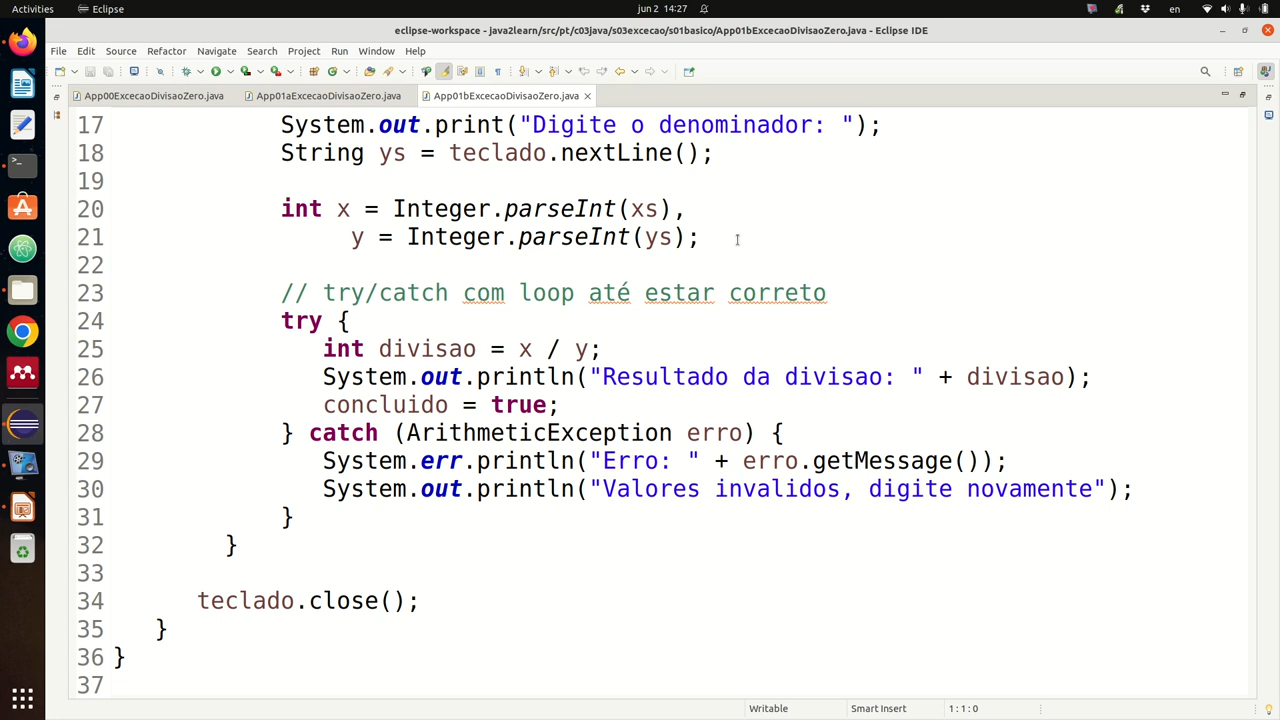 Activities
Eclipse
jun 2 14:27
en
eclipse-workspace - java2learn/src/pt/c03java/s03excecao/s01basico/App01bExcecaoDivisaoZero.java - Eclipse IDE
File Edit Source Refactor Navigate Search Project Run Window Help
App00ExcecaoDivisaoZero.java App01aExcecaoDivisaoZero.java App01bExcecaoDivisaoZero.java
17 System.out.print("Digite o denominador: ");
18 String ys = teclado.nextLine();
19
20 int x = Integer.parseInt(xs),
21 y = Integer.parseInt(ys);
22
23 // try/catch com loop até estar correto
24 try {
25 int divisao = x / y;
26 System.out.println("Resultado da divisao: " + divisao);
27 concluido = true;
28 } catch (ArithmeticException erro) {
29 System.err.println("Erro: " + erro.getMessage());
30 System.out.println("Valores invalidos, digite novamente");
31 }
32 }
33
34 teclado.close();
35 }
36 }
37
Writable Smart Insert 1:1:0